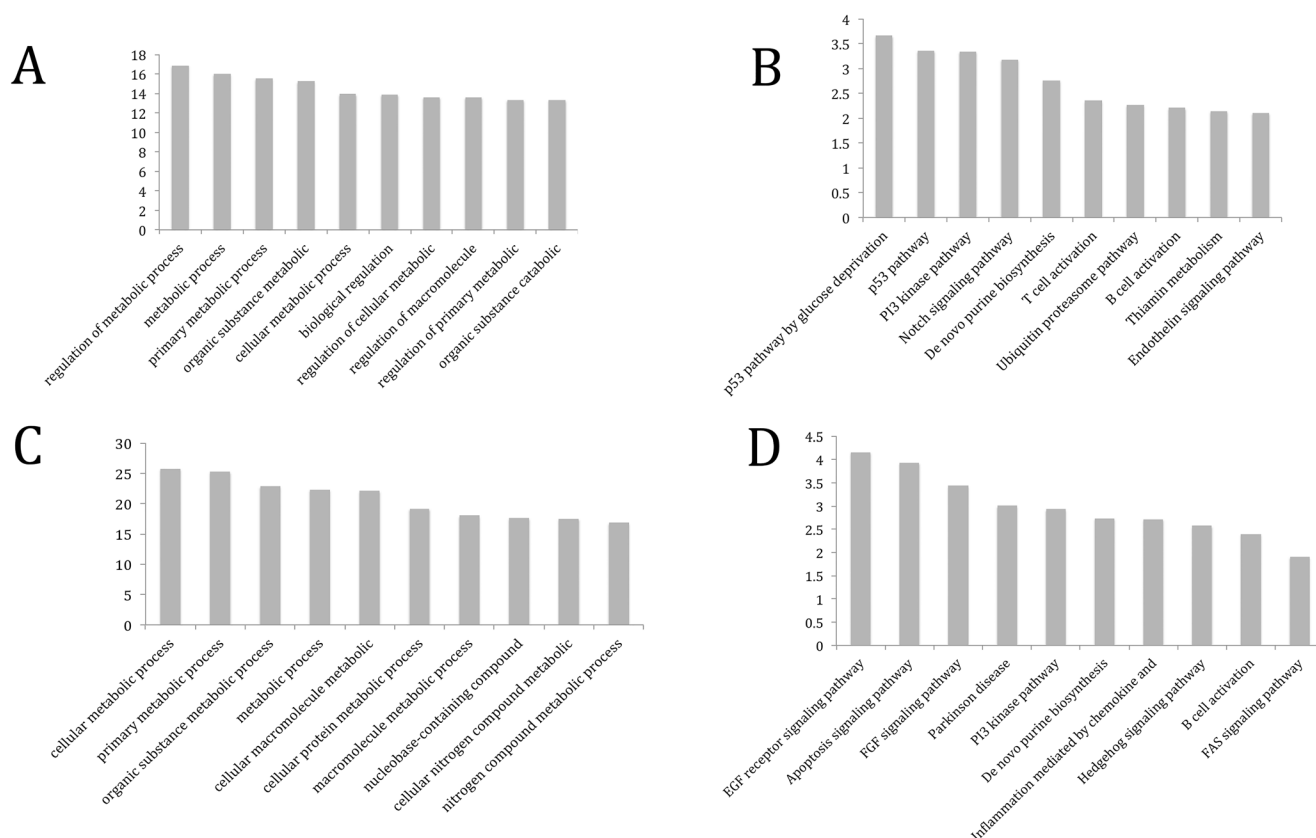 A
18
16
14
12
10
8
6
4
2
0
regulation of metabolic process
metabolic process
primary metabolic process
organic substance metabolic
cellular metabolic process
biological regulation
regulation of cellular metabolic
regulation of macromolecule
regulation of primary metabolic
organic substance catabolic
B
4
3.5
3
2.5
2
1.5
1
0.5
0
p53 pathway by glucose deprivation
p53 pathway
PI3 kinase pathway
Notch signaling pathway
De novo purine biosynthesis
T cell activation
Ubiquitin proteasome pathway
B cell activation
Thiamin metabolism
Endothelin signaling pathway
C
30
25
20
15
10
5
0
cellular metabolic process
primary metabolic process
organic substance metabolic process
metabolic process
cellular macromolecule metabolic
cellular protein metabolic process
macromolecule metabolic process
nucleobase-containing compound
cellular nitrogen compound metabolic
nitrogen compound metabolic process
D
4.5
4
3.5
3
2.5
2
1.5
1
0.5
0
EGF receptor signaling pathway
Apoptosis signaling pathway
FGF signaling pathway
Parkinson disease
PI3 kinase pathway
De novo purine biosynthesis
Inflammation mediated by chemokine and
Hedgehog signaling pathway
B cell activation
FAS signaling pathway